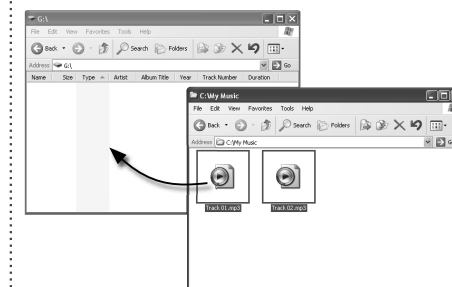 G:\
File Edit View Favorites Tools Help
Back Search Folders
Address G:\ Go
Name Size Type Artist Album Title Year Track Number Duration
C:\My Music
File Edit View Favorites Tools Help
Back Search Folders
Address C:\My Music
Track 01.mp3 Track 02.mp3